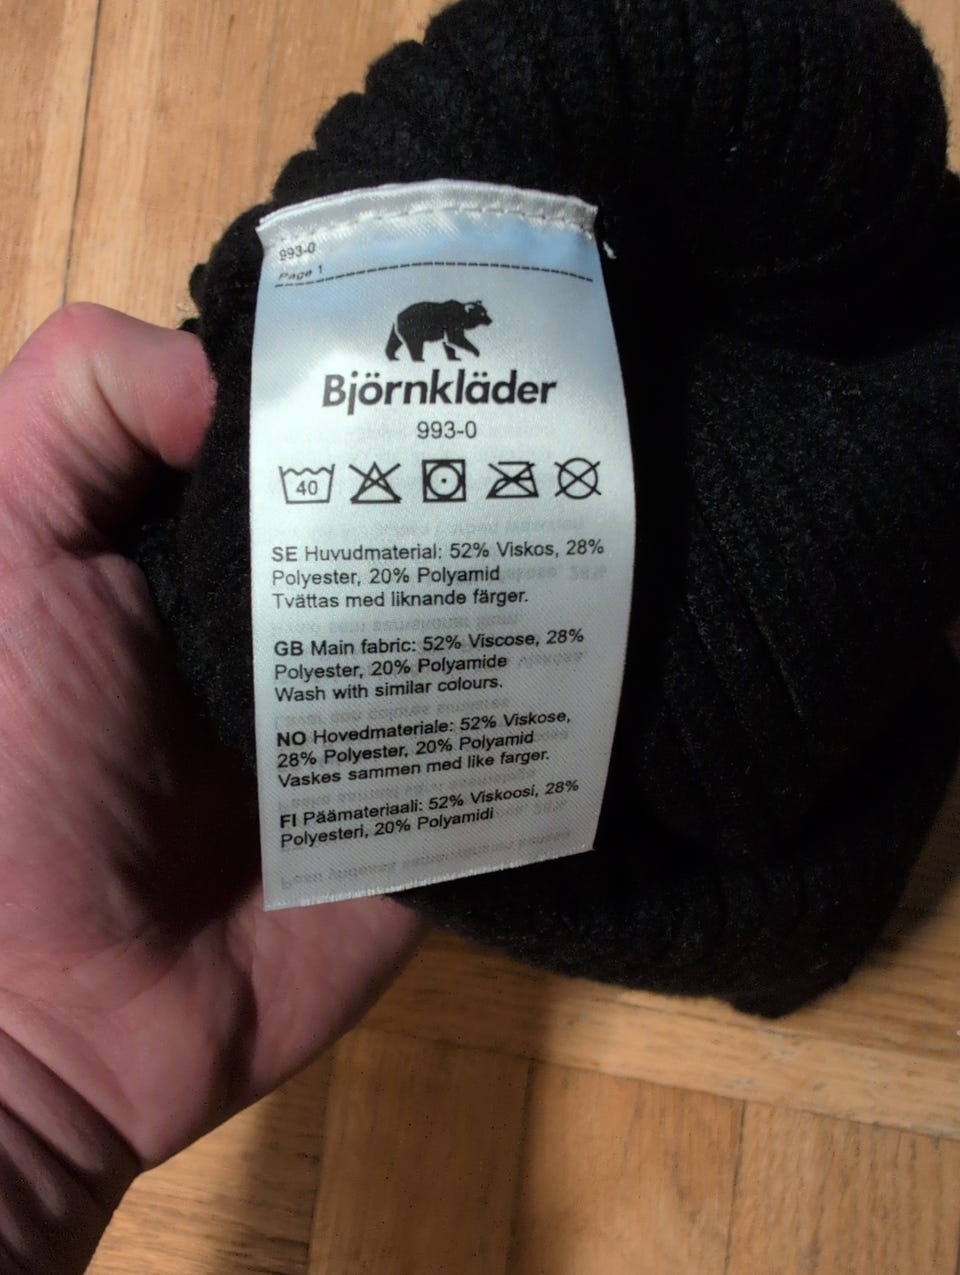 993-0
Page 1
Björnkläder
993-0
40
SE Huvudmaterial: 52% Viskos, 28%
Polyester, 20% Polyamid
Tvättas med liknande färger.
GB Main fabric: 52% Viscose, 28%
Polyester, 20% Polyamide
Wash with similar colours.
NO Hovedmateriale: 52% Viskose,
28% Polyester, 20% Polyamid
Vaskes sammen med like farger.
FI Päämateriaali: 52% Viskoosi, 28%
Polyesteri, 20% Polyamidi